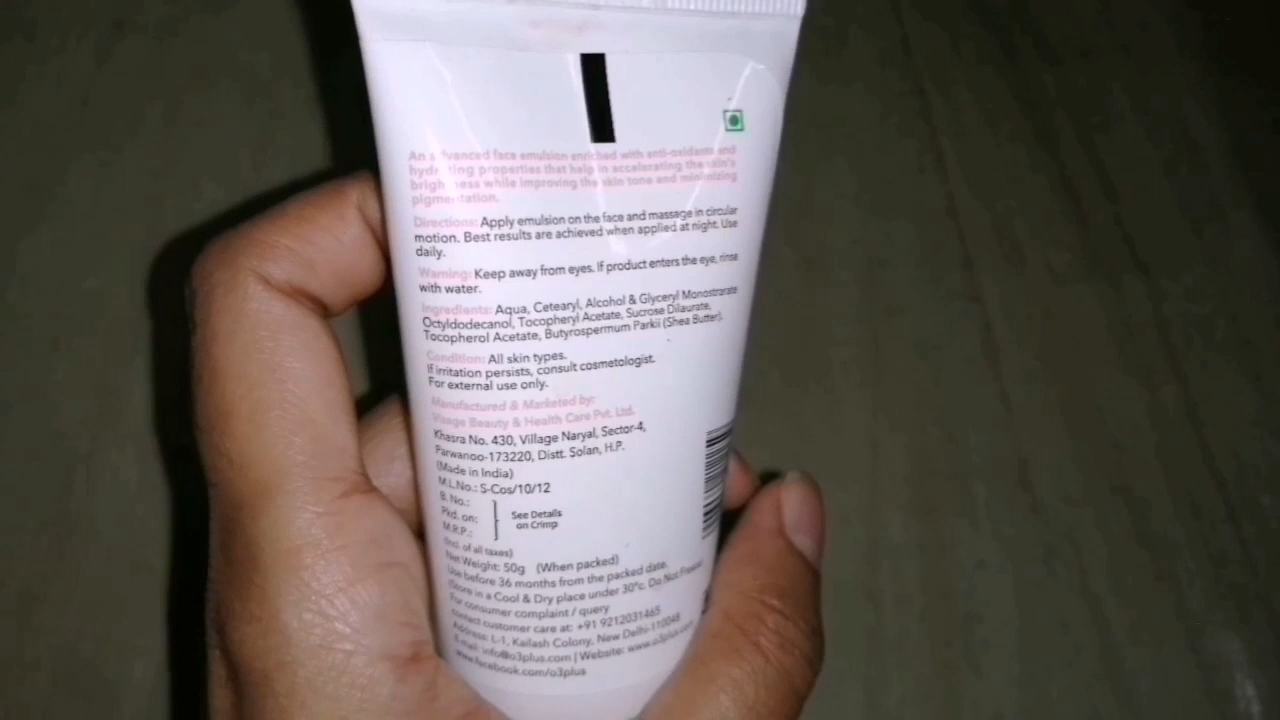 An advanced face emulsion enriched with anti-oxidants and
hydrating properties that help in accelerating the skin's
brightness while improving the skin tone and minimizing
pigmentation.
Directions: Apply emulsion on the face and massage in circular
motion. Best results are achieved when applied at night. Use
daily.
Warning: Keep away from eyes. If product enters the eye, rinse
with water.
Ingredients: Aqua, Cetearyl, Alcohol & Glyceryl Monostrarate
Octyldodecanol, Tocopheryl Acetate, Sucrose Dilaurate,
Tocopherol Acetate, Butyrospermum Parkii (Shea Butter).
Condition: All skin types.
If irritation persists, consult cosmetologist.
For external use only.
Manufactured & Marketed by:
Visage Beauty & Health Care Pvt. Ltd.
Khasra No. 430, Village Naryal, Sector-4,
Parwanoo-173220, Distt. Solan, H.P.
(Made in India)
M.L.No.: S-Cos/10/12
B. No.:
Pkd. on:
M.R.P.:
See Details
on Crimp
(Incl. of all taxes)
Net Weight: 50g (When packed)
Use before 36 months from the packed date.
(Store in a Cool & Dry place under 30°c. Do Not Freeze)
For consumer complaint / query
contact customer care at: +91 9212031465
Address: L-1, Kailash Colony, New Delhi-110048
E-mail: info@o3plus.com | Website: www.o3plus.com
www.facebook.com/o3plus